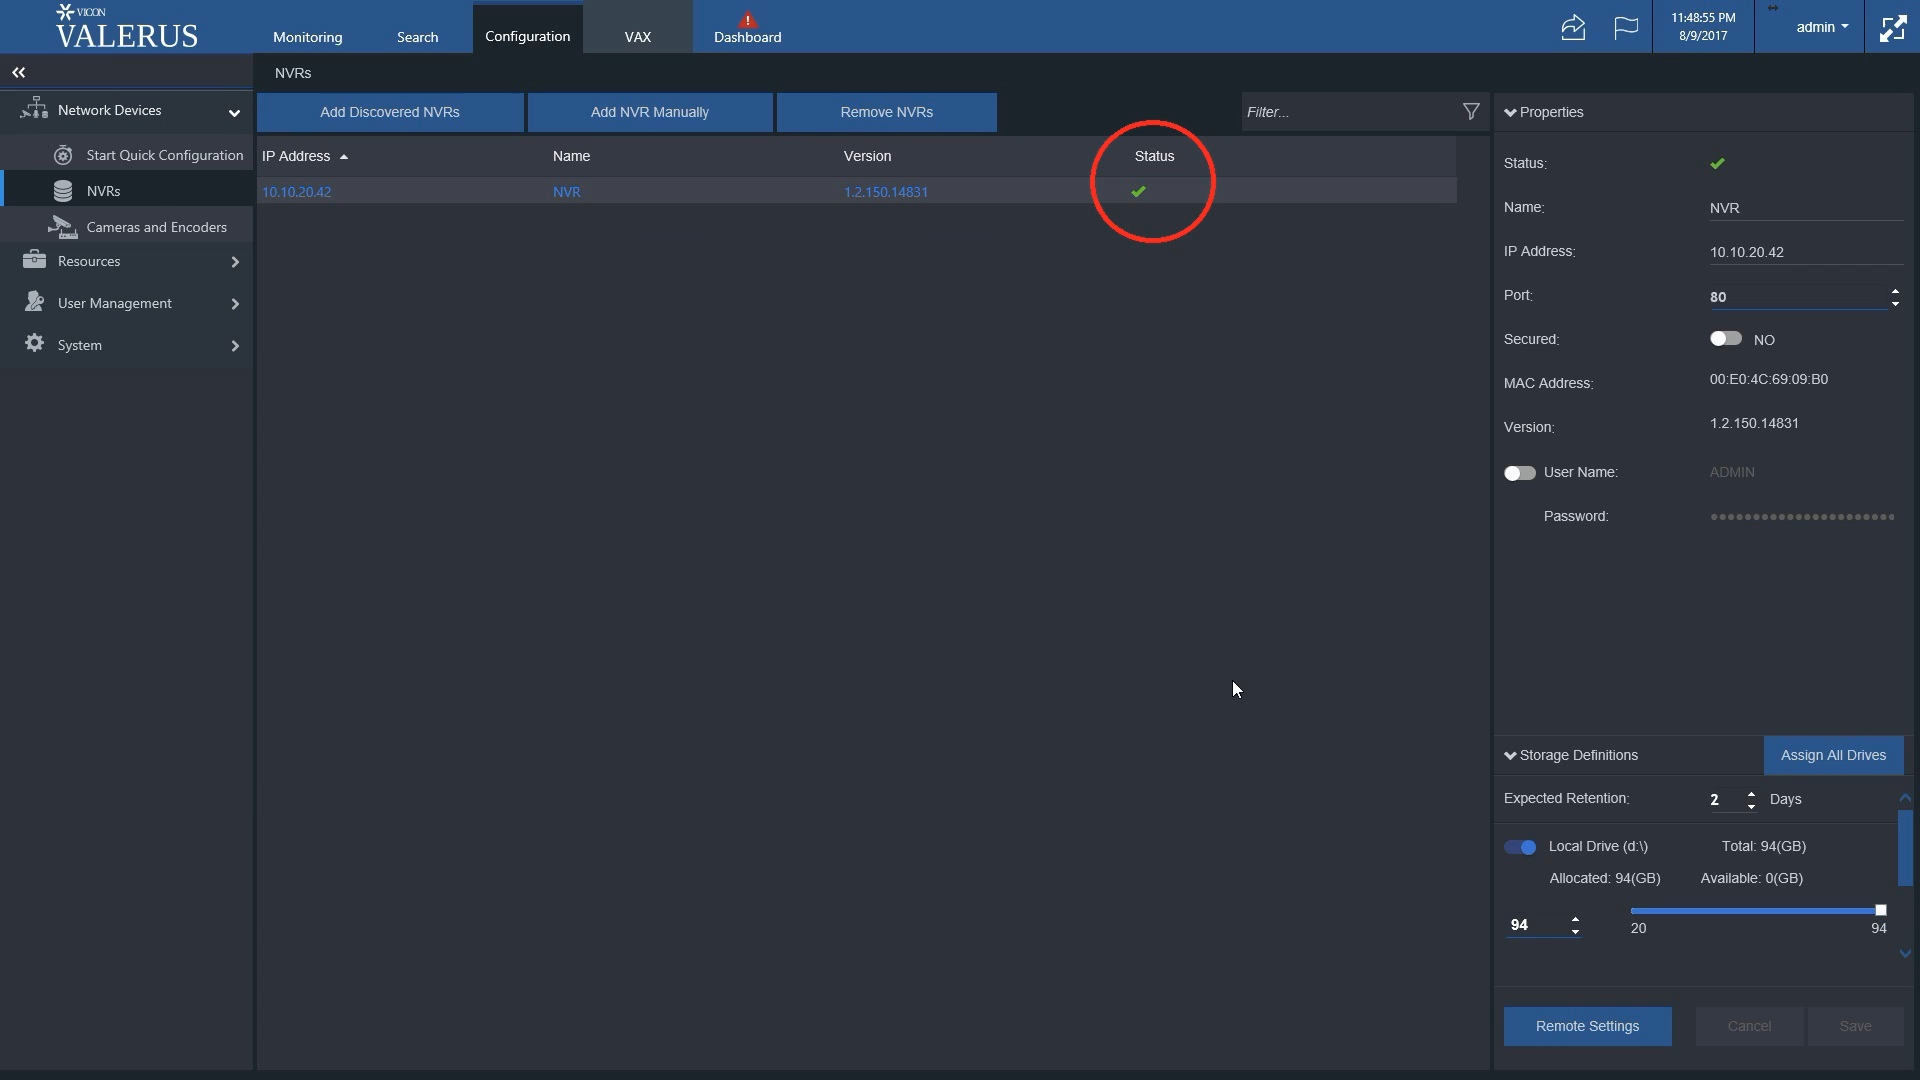 VICON
VALERUS
Monitoring
Search
Configuration
VAX
Dashboard
11:48:55 PM
8/9/2017
admin
NVRs
Network Devices
Start Quick Configuration
NVRs
Cameras and Encoders
Resources
User Management
System
Add Discovered NVRs
Add NVR Manually
Remove NVRs
Filter...
IP Address
Name
Version
Status
10.10.20.42
NVR
1.2.150.14831
Properties
Status:
Name:
NVR
IP Address:
10.10.20.42
Port:
80
Secured:
NO
MAC Address:
00:E0:4C:69:09:B0
Version:
1.2.150.14831
User Name:
ADMIN
Password:
Storage Definitions
Assign All Drives
Expected Retention:
2
Days
Local Drive (d:\)
Total: 94(GB)
Allocated: 94(GB)
Available: 0(GB)
94
20
94
Remote Settings
Cancel
Save